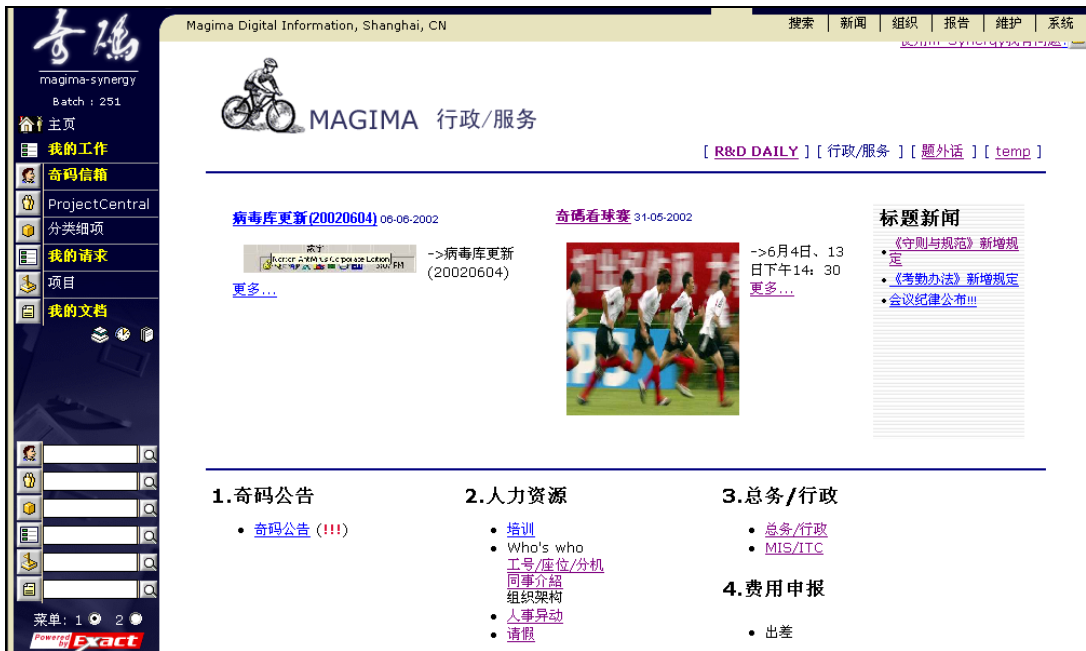 奇码
magima-synergy
Batch : 251
主页
我的工作
奇码信箱
ProjectCentral
分类细项
我的请求
项目
我的文档
菜单: 1 2
Powered by Exact
Magima Digital Information, Shanghai, CN
搜索 新闻 组织 报告 维护 系统
MAGIMA 行政/服务
[ R&D DAILY ] [ 行政/服务 ] [ 题外话 ] [ temp ]
病毒库更新(20020604) 06-06-2002
Norton AntiVirus Corporate Edition
->病毒库更新
(20020604)
更多...
奇碼看球赛 31-05-2002
->6月4日、13
日下午14：30
更多...
标题新闻
《守则与规范》新增规
定
《考勤办法》新增规定
会议纪律公布!!!
1.奇码公告
奇码公告 (!!!)
2.人力资源
培训
Who's who
工号/座位/分机
同事介紹
组织架构
人事异动
请假
3.总务/行政
总务/行政
MIS/ITC
4.费用申报
出差